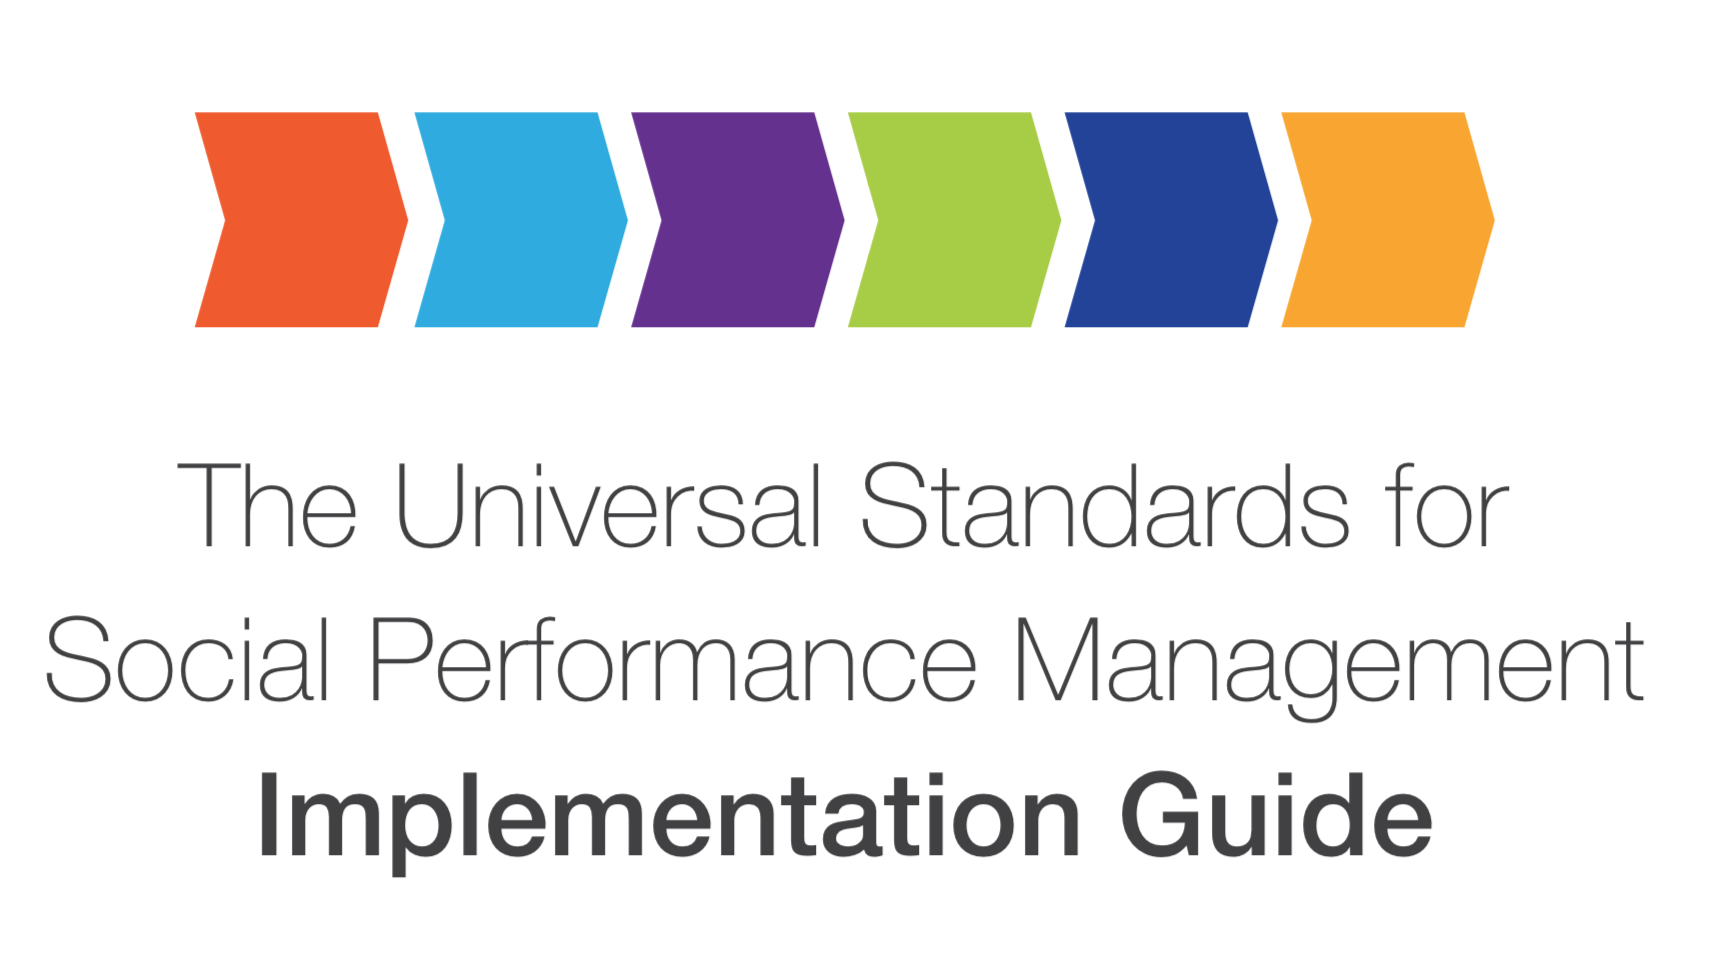 The Universal Standards for
Social Performance Management
Implementation Guide